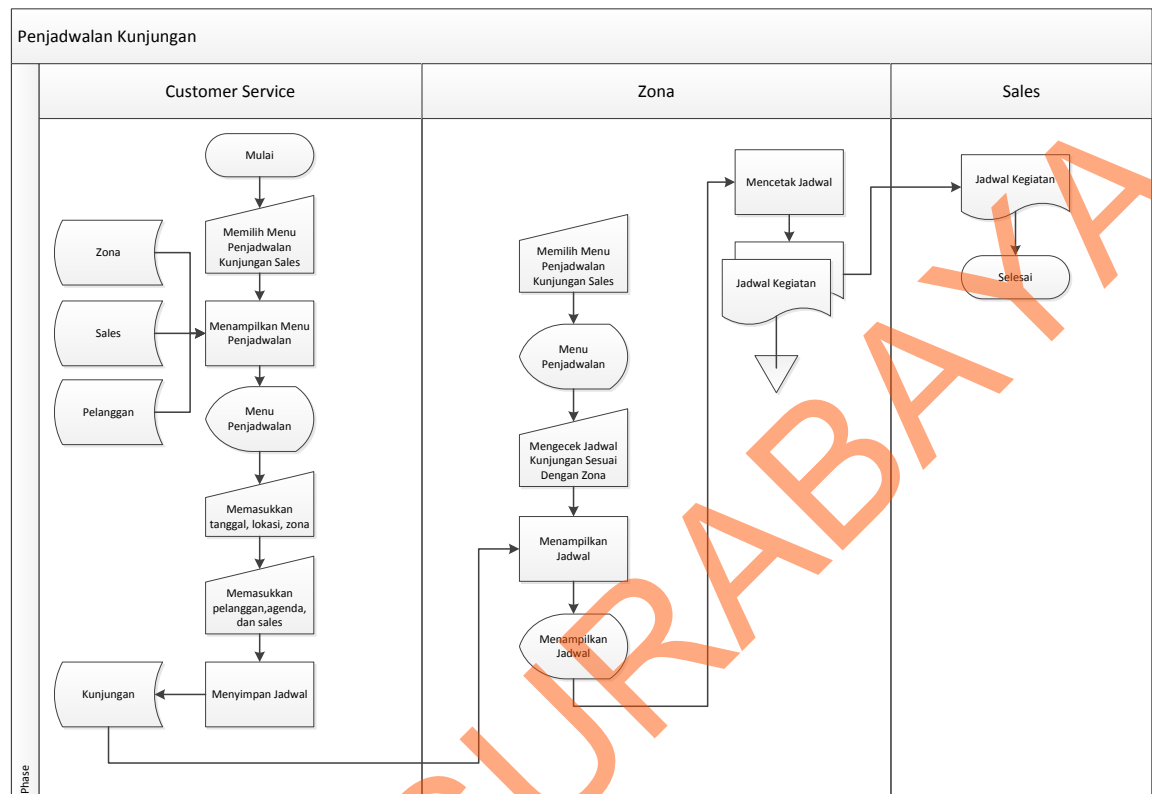 Penjadwalan Kunjungan
Customer Service
Zona
Sales
Phase
Mulai
Memilih Menu
Penjadwalan
Kunjungan Sales
Zona
Sales
Pelanggan
Menampilkan Menu
Penjadwalan
Menu
Penjadwalan
Memasukkan
tanggal, lokasi, zona
Memasukkan
pelanggan,agenda,
dan sales
Menyimpan Jadwal
Kunjungan
Memilih Menu
Penjadwalan
Kunjungan Sales
Menu
Penjadwalan
Mengecek Jadwal
Kunjungan Sesuai
Dengan Zona
Menampilkan
Jadwal
Menampilkan
Jadwal
Mencetak Jadwal
Jadwal Kegiatan
Jadwal Kegiatan
Selesai
SURABAYA